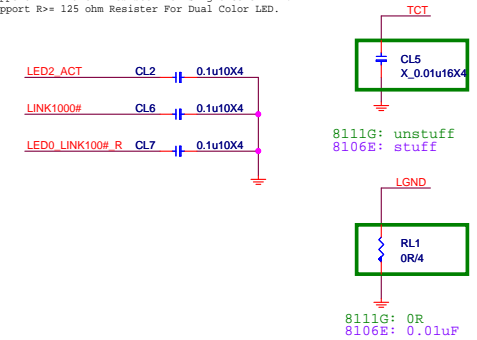 pport R>= 125 ohm Resister For Dual Color LED.
TCT
CL5
X_0.01u16X4
8111G: unstuff
8106E: stuff
LED2_ACT CL2 0.1u10X4
LINK1000# CL6 0.1u10X4
LED0_LINK100#_R CL7 0.1u10X4
LGND
RL1
0R/4
8111G: 0R
8106E: 0.01uF